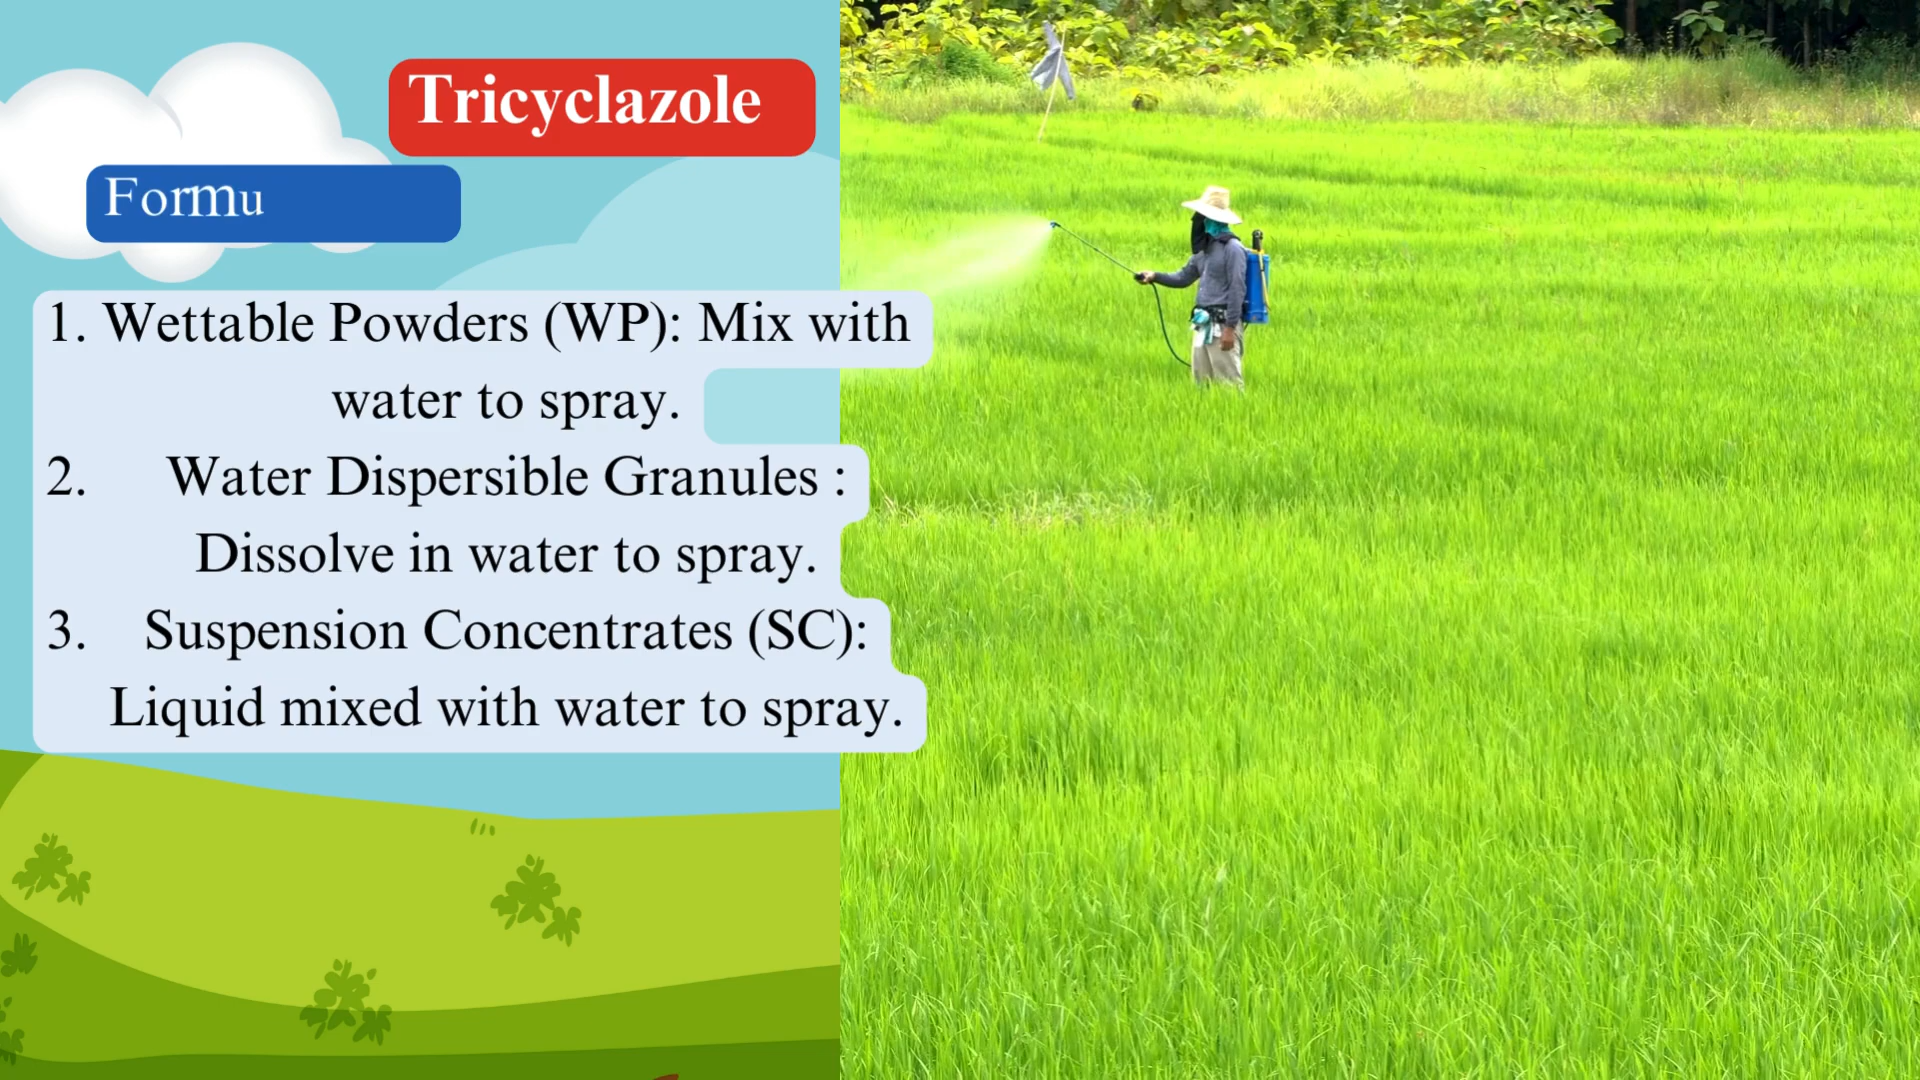 Tricyclazole
Formu
1. Wettable Powders (WP): Mix with
water to spray.
2. Water Dispersible Granules :
Dissolve in water to spray.
3. Suspension Concentrates (SC):
Liquid mixed with water to spray.